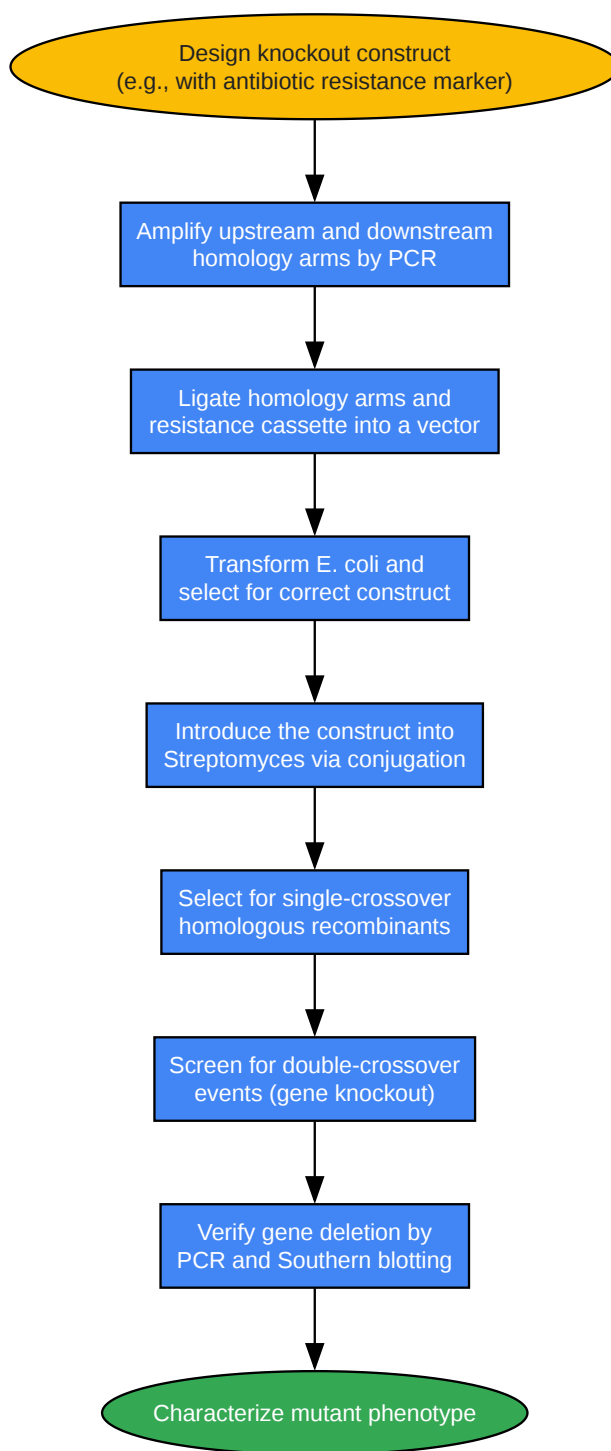 Design knockout construct
(e.g., with antibiotic resistance marker)
Amplify upstream and downstream
homology arms by PCR
Ligate homology arms and
resistance cassette into a vector
Transform E. coli and
select for correct construct
Introduce the construct into
Streptomyces via conjugation
Select for single-crossover
homologous recombinants
Screen for double-crossover
events (gene knockout)
Verify gene deletion by
PCR and Southern blotting
Characterize mutant phenotype